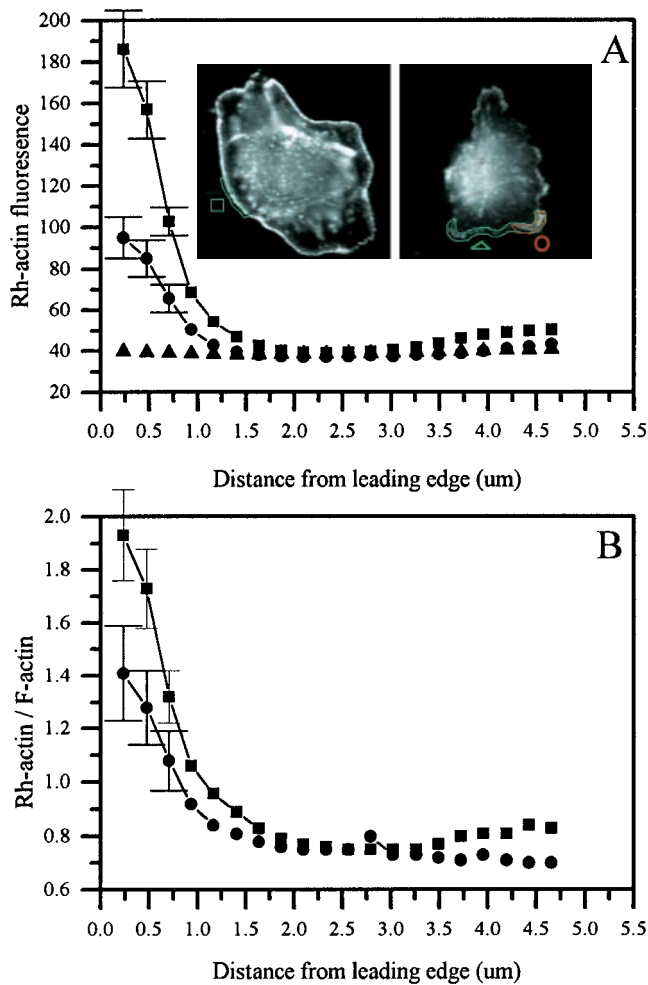 A
200
180
160
140
120
100
80
60
40
20
Rh-actin fluoresence
0.0 0.5 1.0 1.5 2.0 2.5 3.0 3.5 4.0 4.5 5.0 5.5
Distance from leading edge (um)
B
2.0
1.8
1.6
1.4
1.2
1.0
0.8
0.6
Rh-actin / F-actin
0.0 0.5 1.0 1.5 2.0 2.5 3.0 3.5 4.0 4.5 5.0 5.5
Distance from leading edge (um)